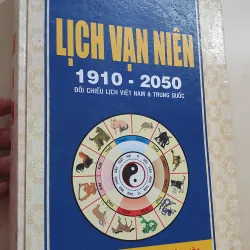 LỊCH VẠN NIÊN
1910 - 2050
ĐỐI CHIẾU LỊCH VIỆT NAM & TRUNG QUỐC